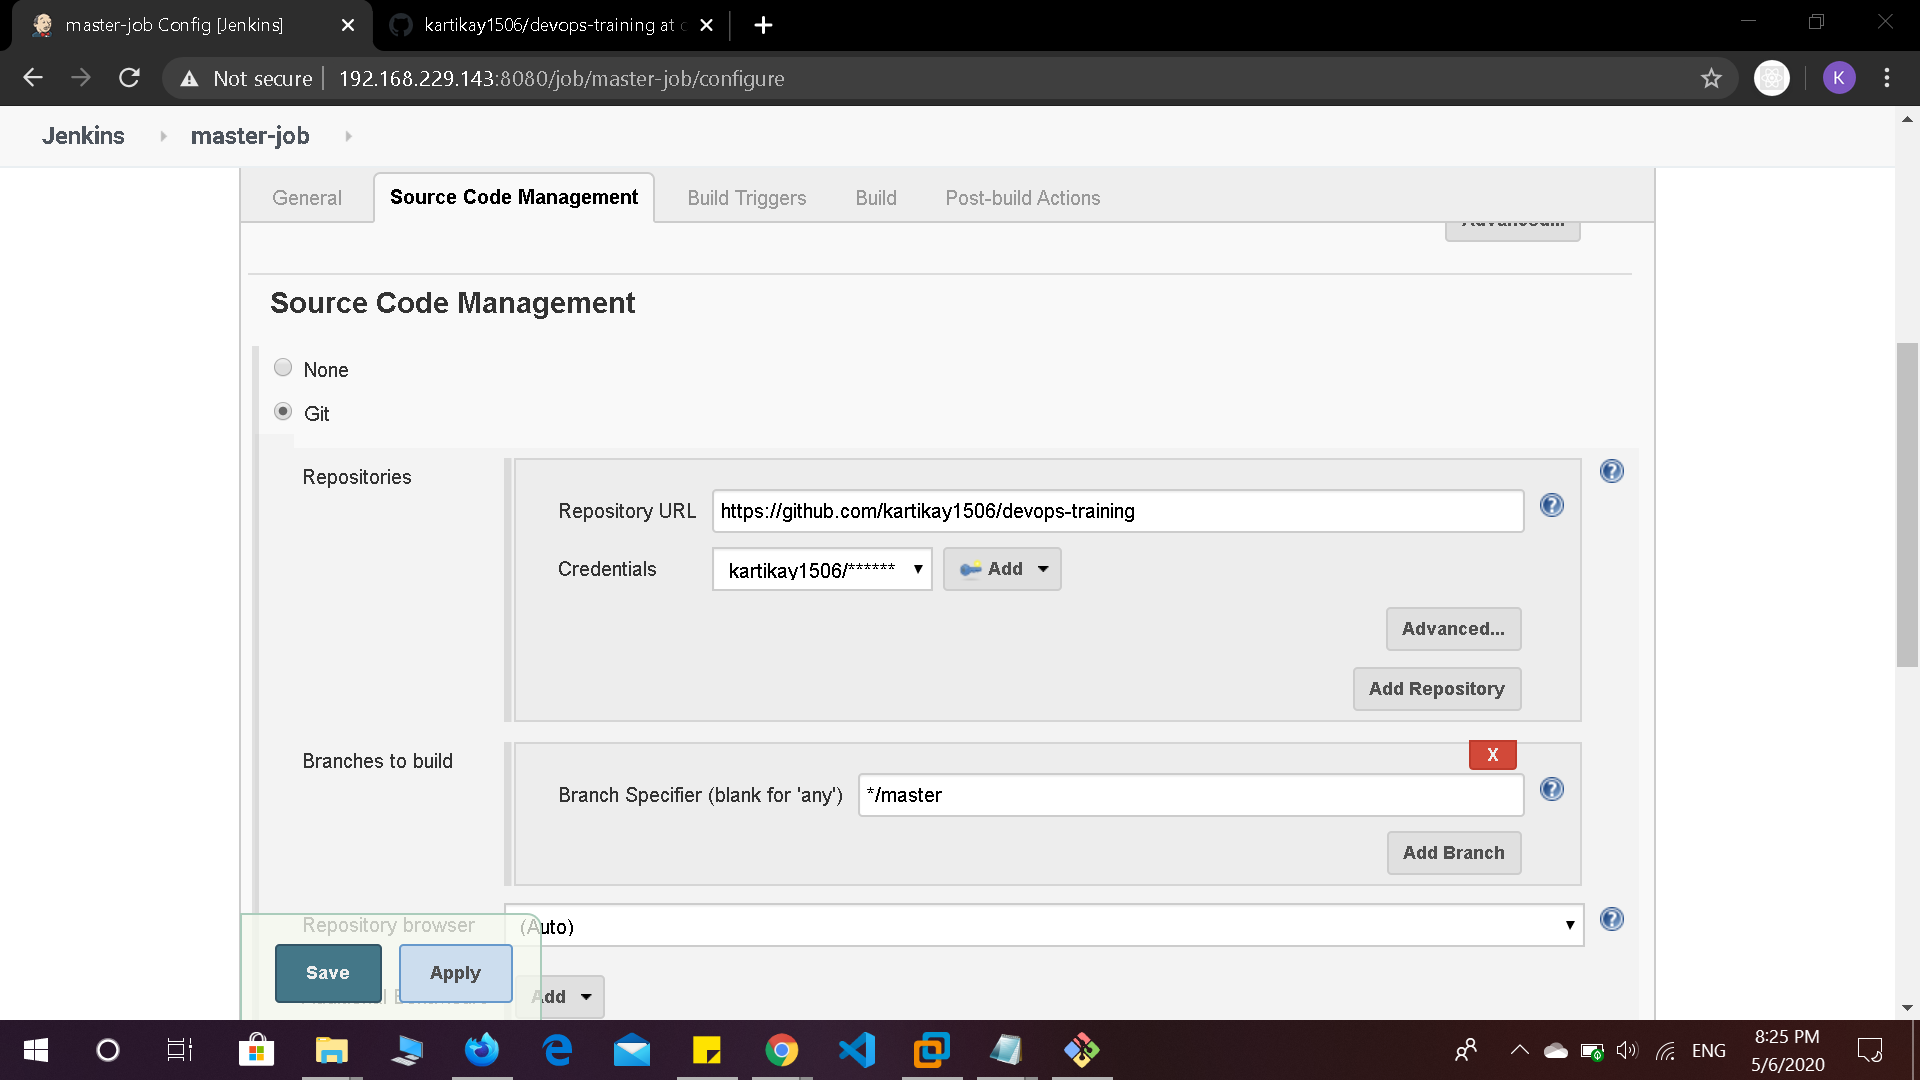 master-job Config [Jenkins]
kartikay1506/devops-training at
Not secure
192.168.229.143:8080/job/master-job/configure
K
Jenkins
master-job
General
Source Code Management
Build Triggers
Build
Post-build Actions
Advanced...
Source Code Management
None
Git
Repositories
Repository URL
https://github.com/kartikay1506/devops-training
Credentials
kartikay1506/******
Add
Advanced...
Add Repository
Branches to build
X
Branch Specifier (blank for 'any')
*/master
Add Branch
Repository browser
(Auto)
Save
Apply
Add
ENG
8:25 PM
5/6/2020